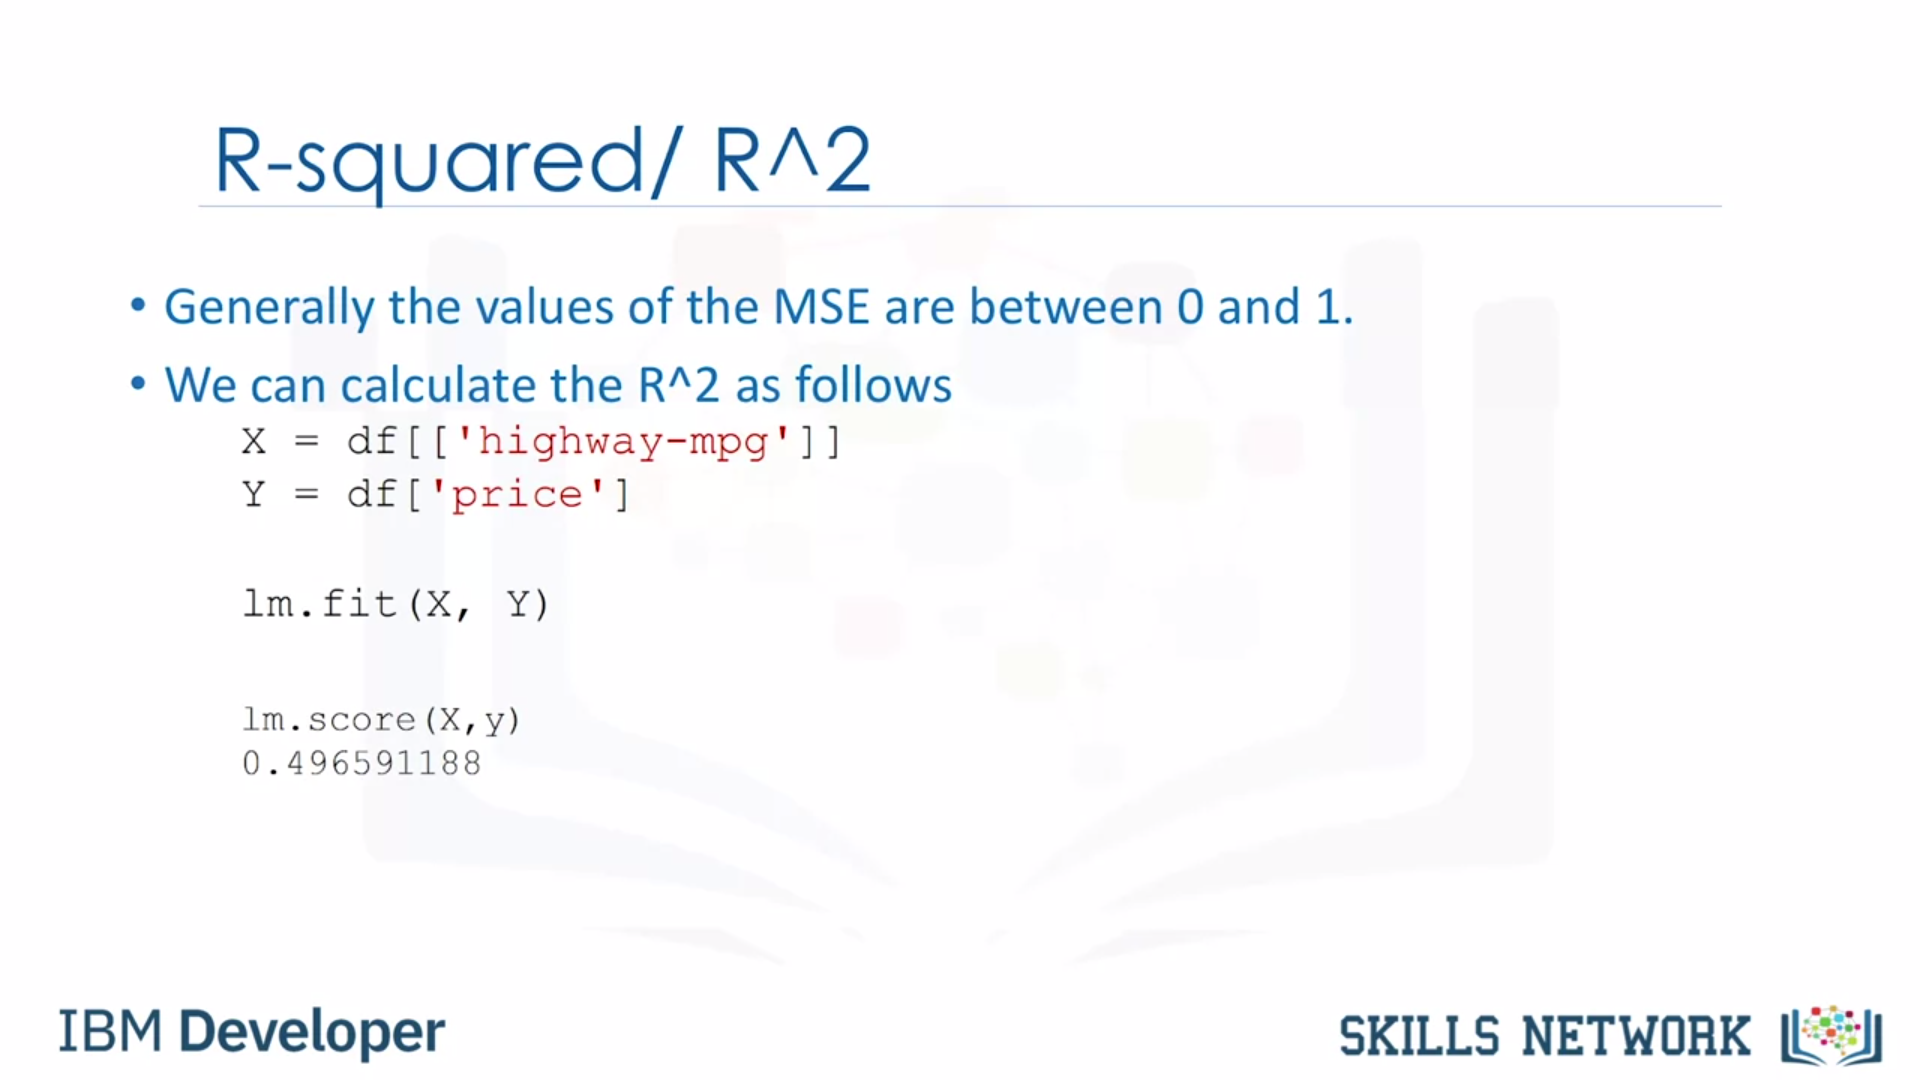 R-squared/ R^2
• Generally the values of the MSE are between 0 and 1.
• We can calculate the R^2 as follows
X = df[['highway-mpg']]
Y = df['price']
lm.fit(X, Y)
lm.score(X,y)
0.496591188
IBM Developer
SKILLS NETWORK